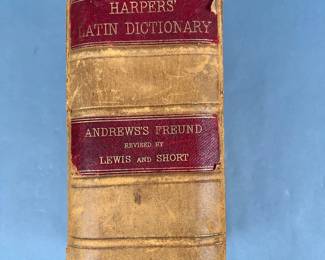 HARPERS'
LATIN DICTIONARY
ANDREWS'S FREUND
REVISED BY
LEWIS AND SHORT